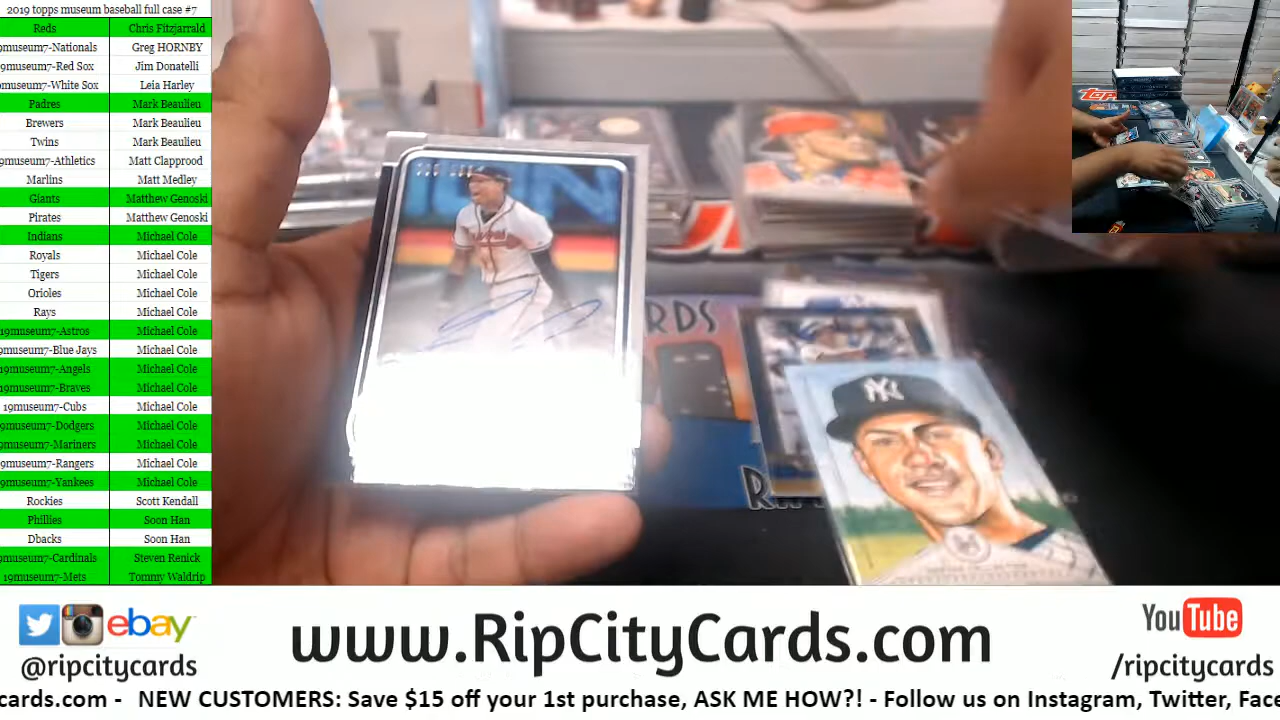 2019 topps museum baseball full case #7
Reds Chris Fitzjarrald
9museum7-Nationals Greg HORNBY
9museum7-Red Sox Jim Donatelli
9museum7-White Sox Leia Harley
Padres Mark Beaulieu
Brewers Mark Beaulieu
Twins Mark Beaulieu
19museum7-Athletics Matt Clapprood
Marlins Matt Medley
Giants Matthew Genoski
Pirates Matthew Genoski
Indians Michael Cole
Royals Michael Cole
Tigers Michael Cole
Orioles Michael Cole
Rays Michael Cole
19museum7-Astros Michael Cole
9museum7-Blue Jays Michael Cole
19museum7-Angels Michael Cole
19museum7-Braves Michael Cole
19museum7-Cubs Michael Cole
9museum7-Dodgers Michael Cole
9museum7-Mariners Michael Cole
9museum7-Rangers Michael Cole
9museum7-Yankees Michael Cole
Rockies Scott Kendall
Phillies Soon Han
Dbacks Soon Han
9museum7-Cardinals Steven Renick
19museum7-Mets Tommy Waldrip
RDS
NY
ebay
@ripcitycards
www.RipCityCards.com
YouTube
/ripcitycards
cards.com - NEW CUSTOMERS: Save $15 off your 1st purchase, ASK ME HOW?! - Follow us on Instagram, Twitter, Face